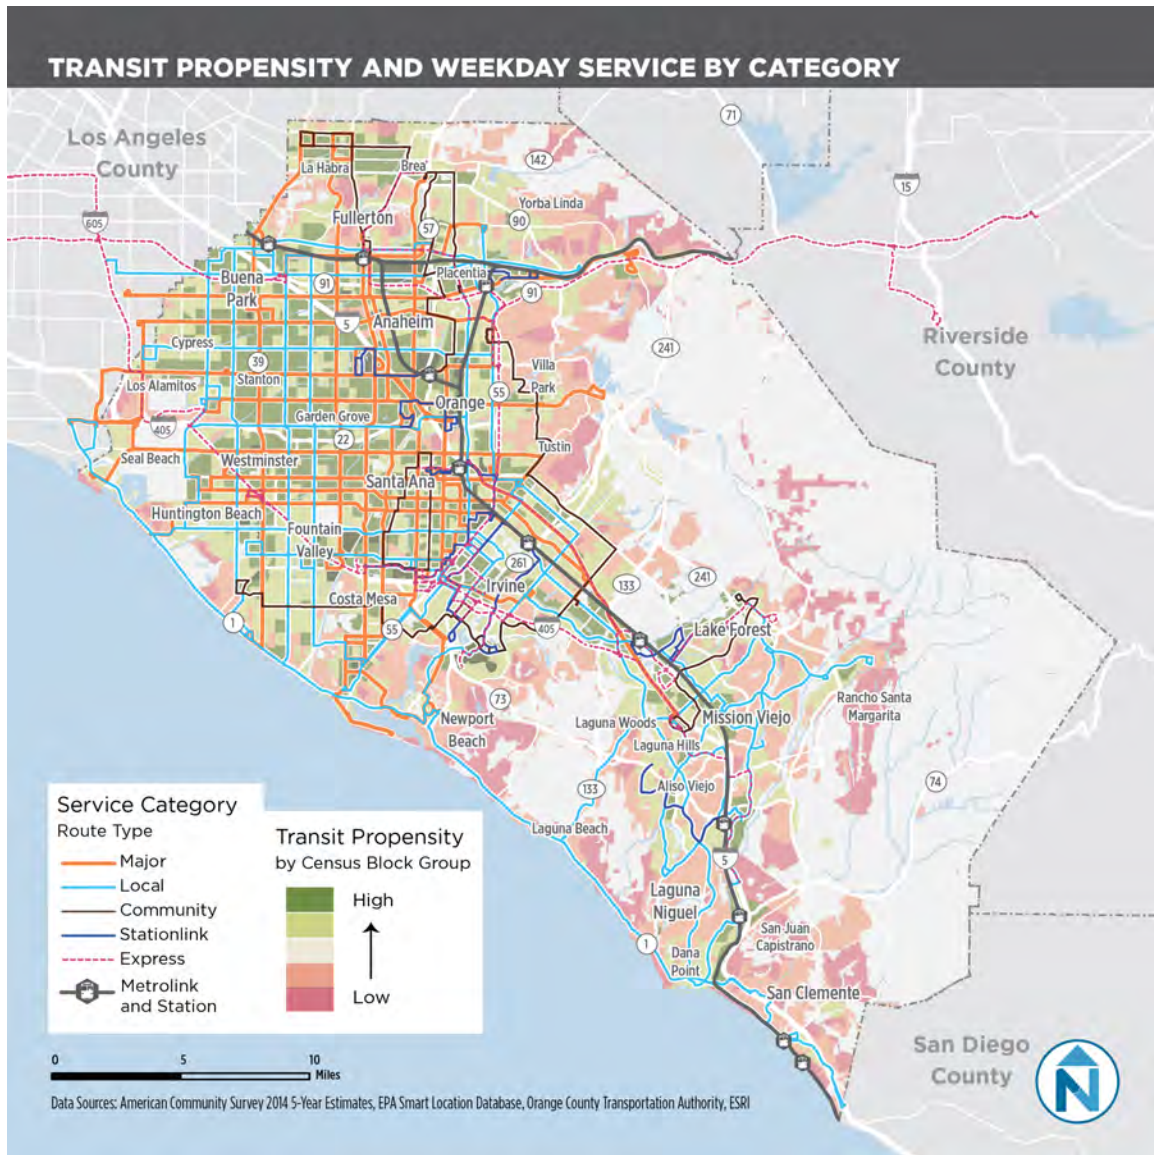 TRANSIT PROPENSITY AND WEEKDAY SERVICE BY CATEGORY
Los Angeles
County
71
142
15
La Habra
Brea
Yorba Linda
605
Fullerton
57
90
Buena
Park
91
Placentia
91
5
Anaheim
Riverside
County
Cypress
39
241
Villa
Park
Los Alamitos
Stanton
55
Orange
405
Garden Grove
22
Seal Beach
Westminster
Tustin
Santa Ana
Huntington Beach
Fountain
Valley
261
Irvine
133
241
Costa Mesa
1
55
405
Lake Forest
73
Rancho Santa
Margarita
Newport
Beach
Laguna Woods
Mission Viejo
Laguna Hills
133
Aliso Viejo
74
Laguna Beach
5
Laguna
Niguel
San Juan
Capistrano
1
Dana
Point
San Clemente
San Diego
County
Service Category
Route Type
Major
Local
Community
Stationlink
Express
Metrolink
and Station
Transit Propensity
by Census Block Group
High
Low
0 5 10
Miles
N
Data Sources: American Community Survey 2014 5-Year Estimates, EPA Smart Location Database, Orange County Transportation Authority, ESRI